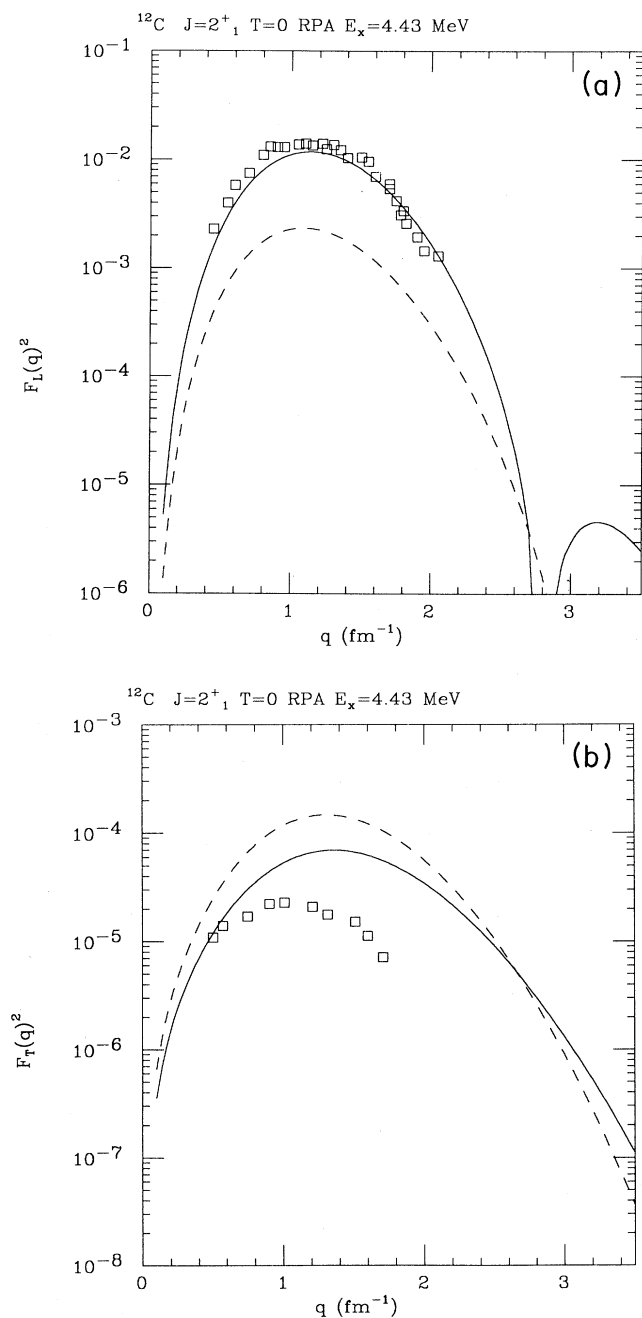 ¹²C J=2⁺₁ T=0 RPA Eₓ=4.43 MeV
(a)
10⁻¹
10⁻²
10⁻³
10⁻⁴
10⁻⁵
10⁻⁶
F_L(q)²
0 1 2 3
q (fm⁻¹)
¹²C J=2⁺₁ T=0 RPA Eₓ=4.43 MeV
(b)
10⁻³
10⁻⁴
10⁻⁵
10⁻⁶
10⁻⁷
10⁻⁸
F_T(q)²
0 1 2 3
q (fm⁻¹)